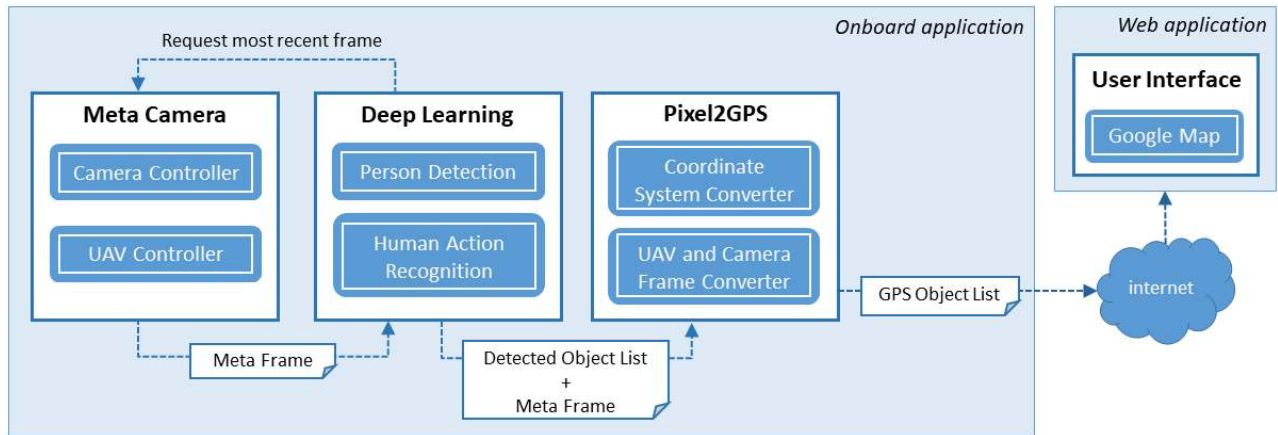 Onboard application
Web application
Request most recent frame
Meta Camera
Camera Controller
UAV Controller
Deep Learning
Person Detection
Human Action
Recognition
Pixel2GPS
Coordinate
System Converter
UAV and Camera
Frame Converter
User Interface
Google Map
Meta Frame
Detected Object List
+
Meta Frame
GPS Object List
internet